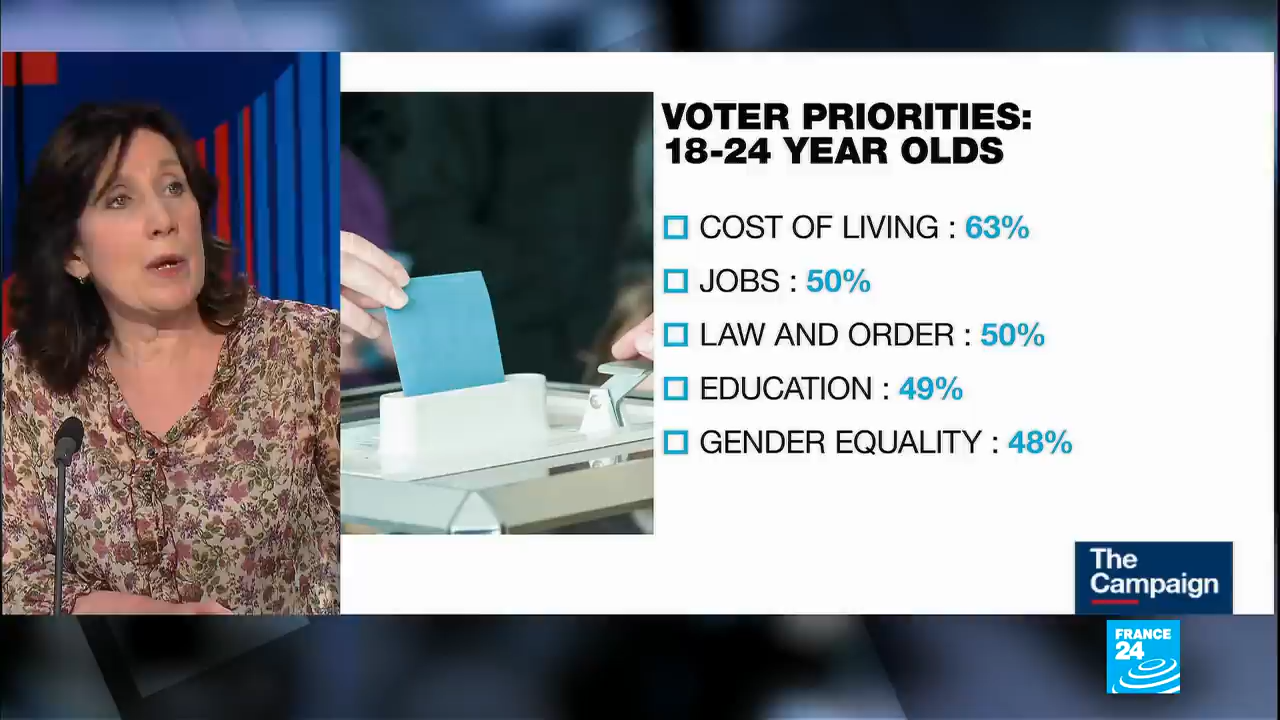 VOTER PRIORITIES:
18-24 YEAR OLDS
COST OF LIVING : 63%
JOBS : 50%
LAW AND ORDER : 50%
EDUCATION : 49%
GENDER EQUALITY : 48%
The
Campaign
FRANCE
24